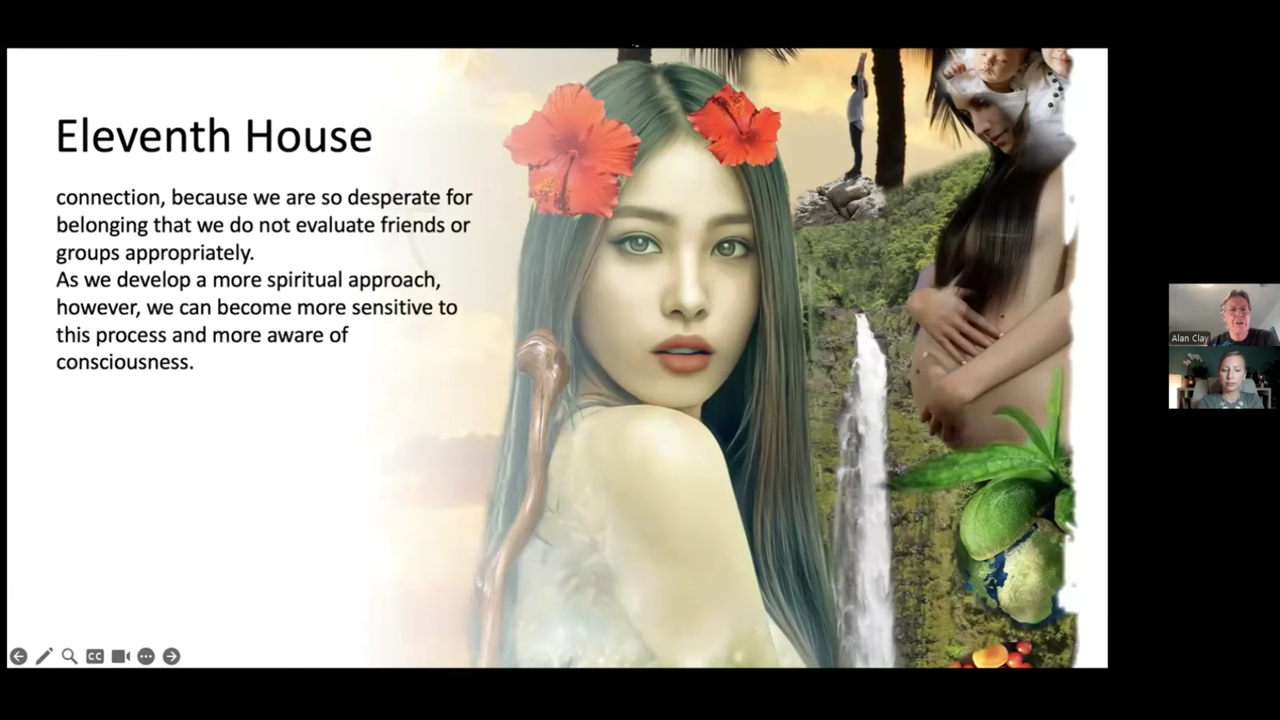 Eleventh House
connection, because we are so desperate for
belonging that we do not evaluate friends or
groups appropriately.
As we develop a more spiritual approach,
however, we can become more sensitive to
this process and more aware of
consciousness.
Alan Clay
CC